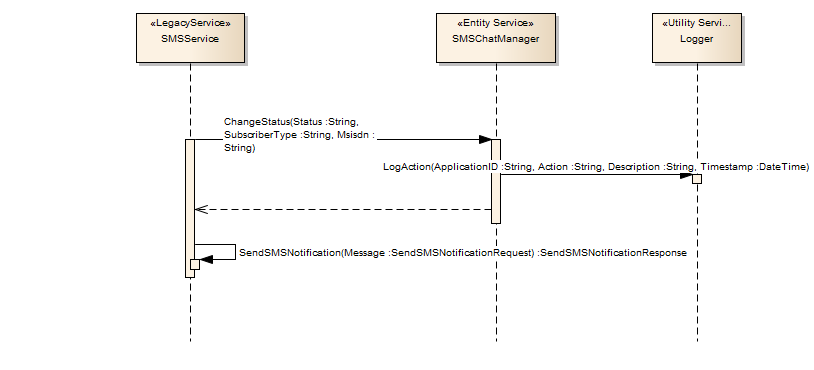 «LegacyService»
SMSService
«Entity Service»
SMSChatManager
«Utility Servi...
Logger
ChangeStatus(Status :String,
SubscriberType :String, Msisdn :
String)
LogAction(ApplicationID :String, Action :String, Description :String, Timestamp :DateTime)
SendSMSNotification(Message :SendSMSNotificationRequest) :SendSMSNotificationResponse